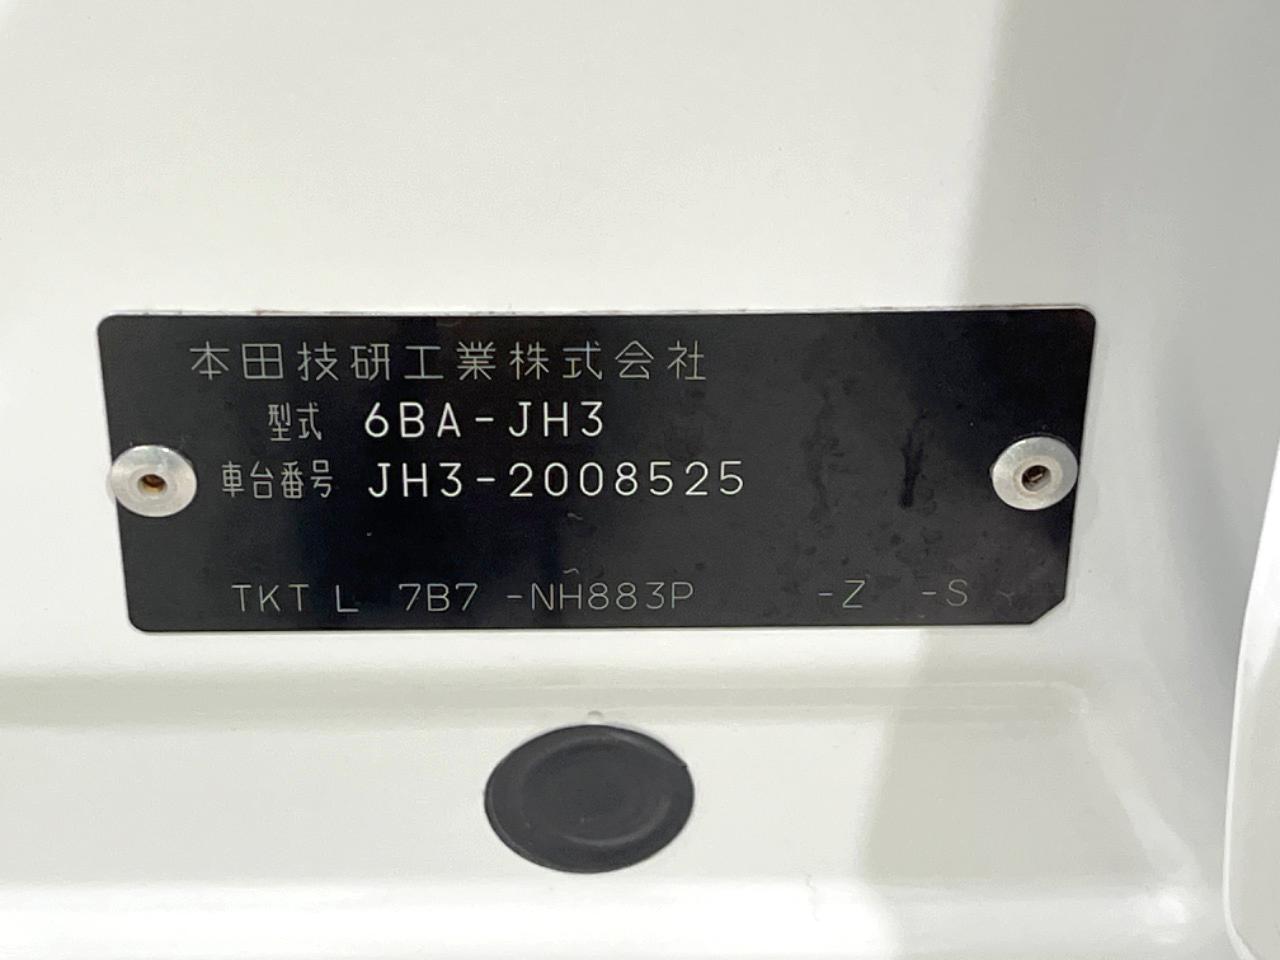 本田技研工業株式会社
型式 6BA-JH3
車台番号 JH3-2008525
TKT L 7B7 -NH883P -Z -S